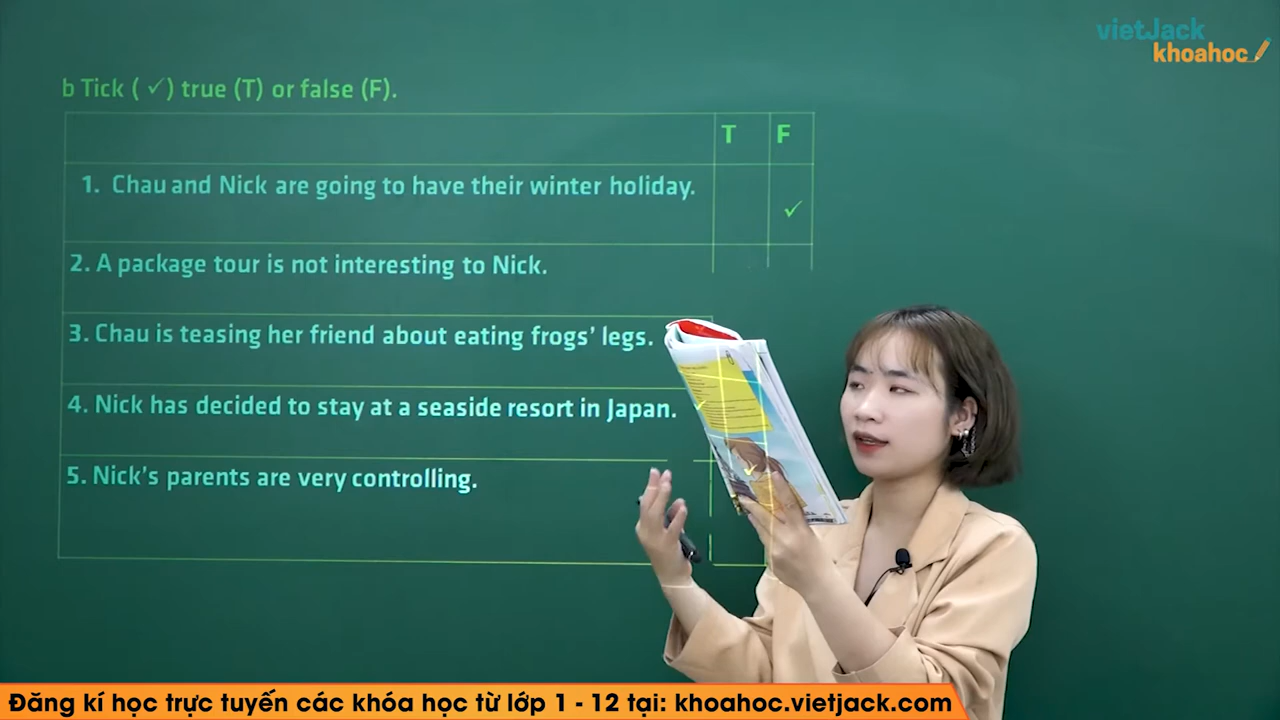 vietJack
khoahoc
b Tick ( ✓) true (T) or false (F).
T F
1. Chau and Nick are going to have their winter holiday.
✓
2. A package tour is not interesting to Nick.
3. Chau is teasing her friend about eating frogs’ legs.
4. Nick has decided to stay at a seaside resort in Japan.
5. Nick’s parents are very controlling.
Đăng kí học trực tuyến các khóa học từ lớp 1 - 12 tại: khoahoc.vietjack.com